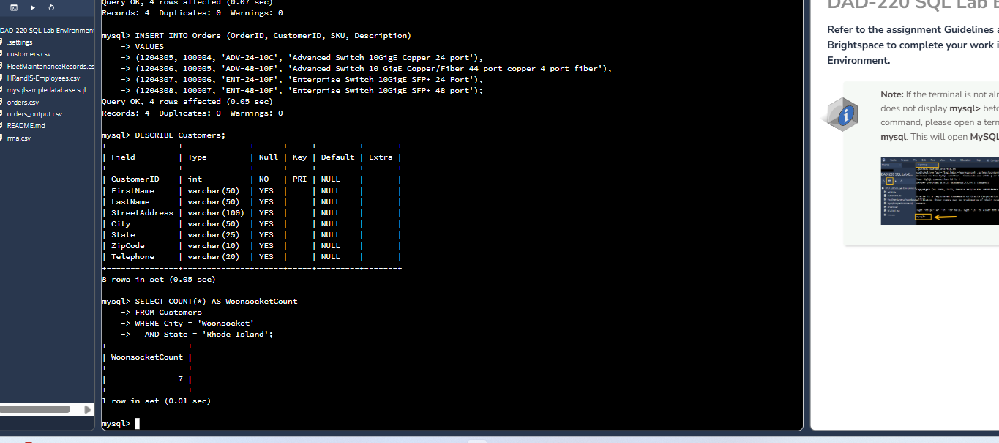 DAD-220 SQL Lab Environment
.settings
customers.csv
FleetMaintenanceRecords.cs
HRandIS-Employees.csv
mysqlsampledatabase.sql
orders.csv
orders_output.csv
README.md
rma.csv
Query OK, 4 rows affected (0.07 sec)
Records: 4  Duplicates: 0  Warnings: 0
mysql> INSERT INTO Orders (OrderID, CustomerID, SKU, Description)
    -> VALUES
    -> (1204305, 100004, 'ADV-24-10C', 'Advanced Switch 10GigE Copper 24 port'),
    -> (1204306, 100005, 'ADV-48-10F', 'Advanced Switch 10 GigE Copper/Fiber 44 port copper 4 port fiber'),
    -> (1204307, 100006, 'ENT-24-10F', 'Enterprise Switch 10GigE SFP+ 24 Port'),
    -> (1204308, 100007, 'ENT-48-10F', 'Enterprise Switch 10GigE SFP+ 48 port');
Query OK, 4 rows affected (0.05 sec)
Records: 4  Duplicates: 0  Warnings: 0
mysql> DESCRIBE Customers;
+---------------+--------------+------+-----+---------+-------+
| Field         | Type         | Null | Key | Default | Extra |
+---------------+--------------+------+-----+---------+-------+
| CustomerID    | int          | NO   | PRI | NULL    |       |
| FirstName     | varchar(50)  | YES  |     | NULL    |       |
| LastName      | varchar(50)  | YES  |     | NULL    |       |
| StreetAddress | varchar(100) | YES  |     | NULL    |       |
| City          | varchar(50)  | YES  |     | NULL    |       |
| State         | varchar(25)  | YES  |     | NULL    |       |
| ZipCode       | varchar(10)  | YES  |     | NULL    |       |
| Telephone     | varchar(20)  | YES  |     | NULL    |       |
+---------------+--------------+------+-----+---------+-------+
8 rows in set (0.05 sec)
mysql> SELECT COUNT(*) AS WoonsocketCount
    -> FROM Customers
    -> WHERE City = 'Woonsocket'
    ->   AND State = 'Rhode Island';
+-----------------+
| WoonsocketCount |
+-----------------+
|               7 |
+-----------------+
1 row in set (0.01 sec)
mysql>
DAD-220 SQL Lab E
Refer to the assignment Guidelines a
Brightspace to complete your work i
Environment.
Note: If the terminal is not alr
does not display mysql> befo
command, please open a term
mysql. This will open MySQL